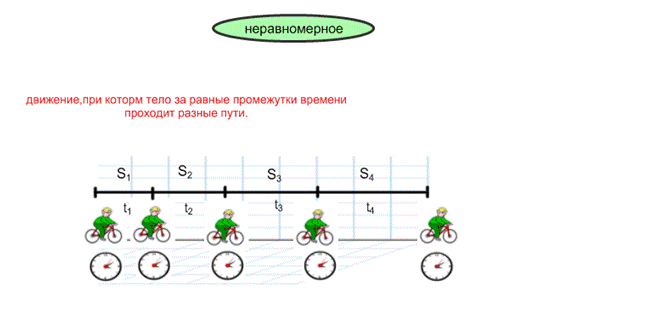 неравномерное
движение,при которм тело за равные промежутки времени
проходит разные пути.
S1 S2 S3 S4
t1 t2 t3 t4